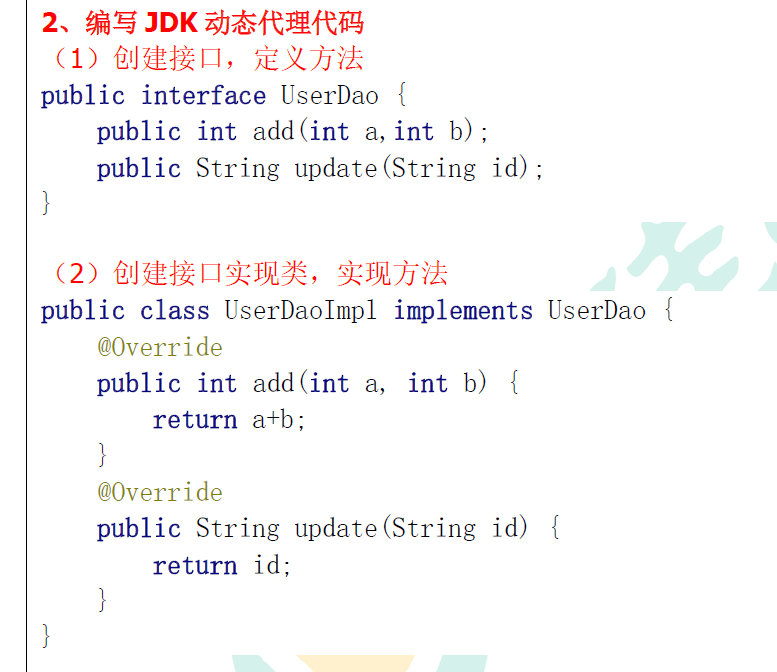 2、编写 JDK 动态代理代码
（1）创建接口，定义方法
public interface UserDao {
    public int add(int a,int b);
    public String update(String id);
}
（2）创建接口实现类，实现方法
public class UserDaoImpl implements UserDao {
    @Override
    public int add(int a, int b) {
        return a+b;
    }
    @Override
    public String update(String id) {
        return id;
    }
}